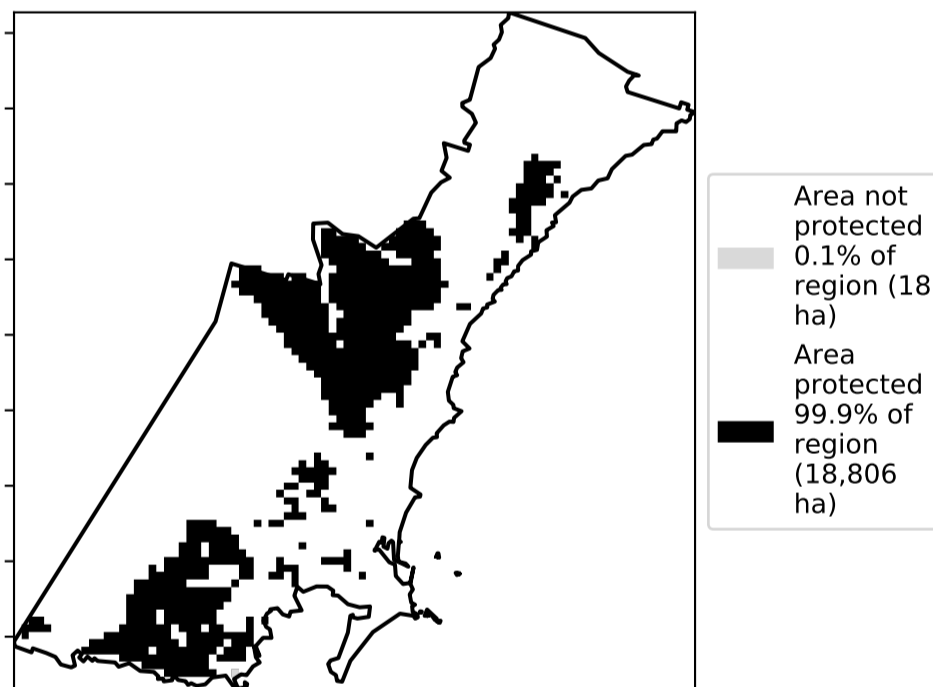 Area not
protected
0.1% of
region (18
ha)
Area
protected
99.9% of
region
(18,806
ha)